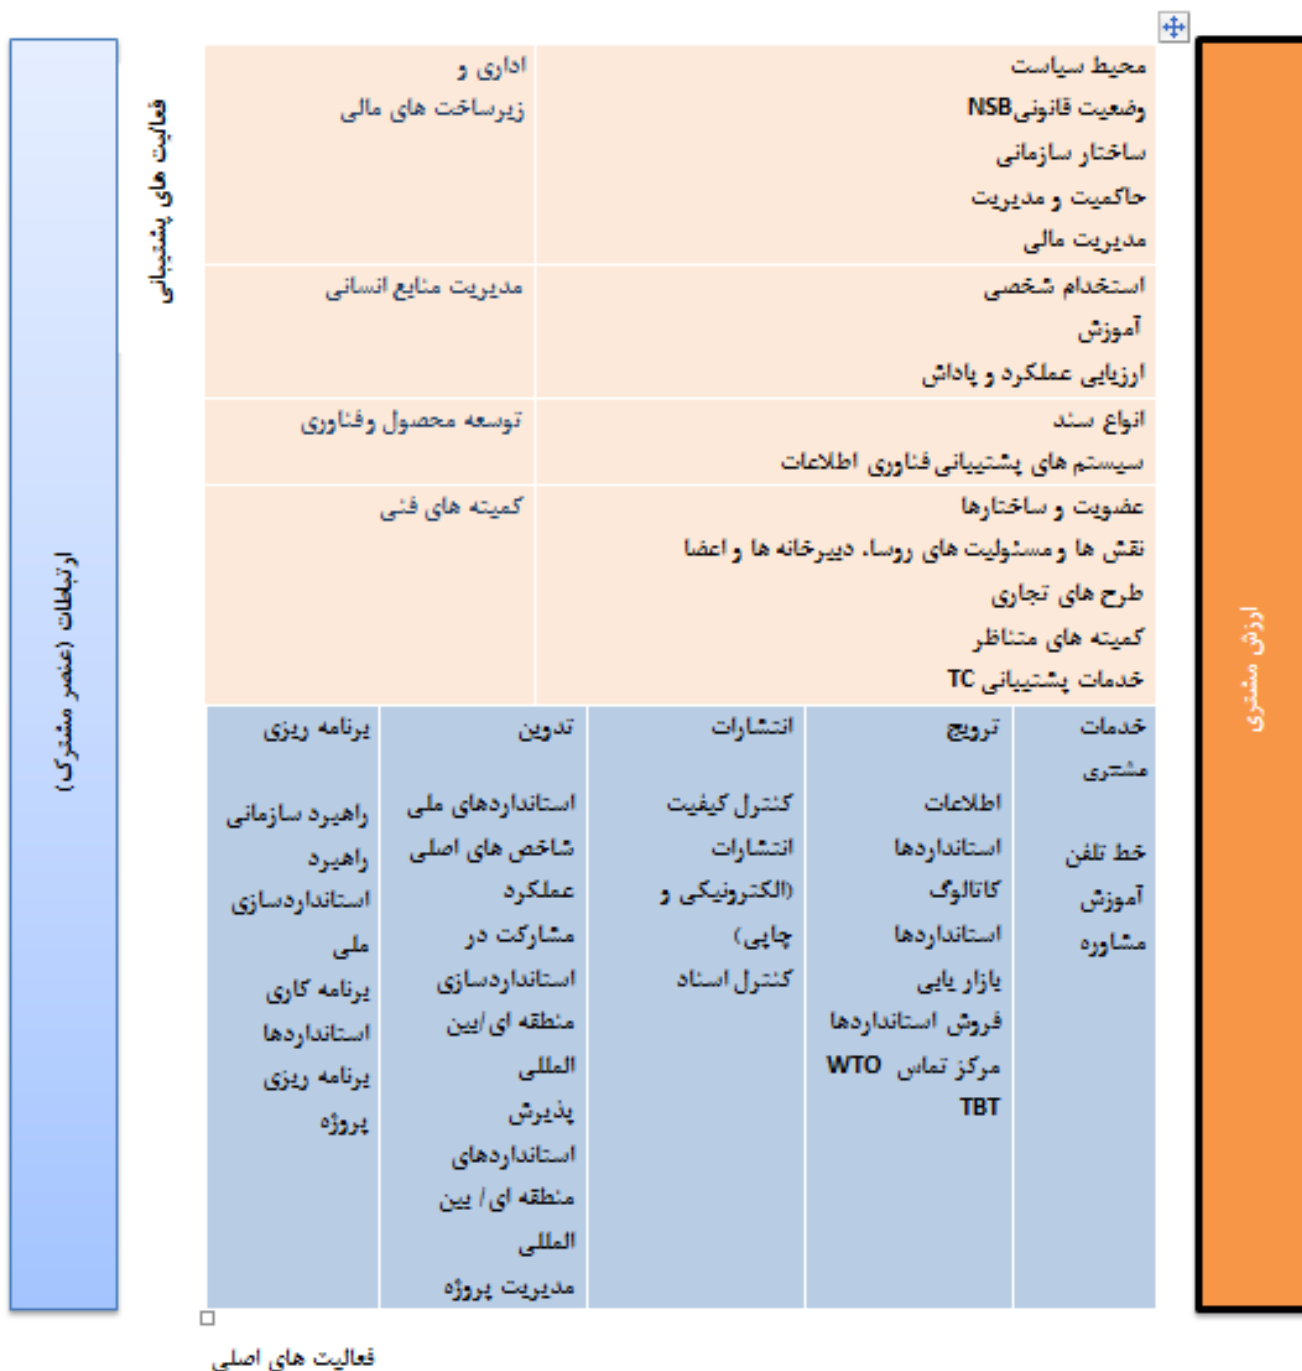 ارزش مشتری
محیط سیاست
وضعیت قانونیNSB
ساختار سازمانی
حاکمیت و مدیریت
مدیریت مالی
اداری و
زیرساخت های مالی
استخدام شخصی
آموزش
ارزیابی عملکرد و پاداش
مدیریت منابع انسانی
انواع سند
سیستم های پشتیبانی فناوری اطلاعات
توسعه محصول وفناوری
عضویت و ساختارها
نقش ها و مسئولیت های روسا، دبیرخانه ها و اعضا
طرح های تجاری
کمیته های متناظر
خدمات پشتیبانی TC
کمیته های فنی
خدمات
مشتری
خط تلفن
آموزش
مشاوره
ترویج
اطلاعات
استانداردها
کاتالوگ
استانداردها
بازار یابی
فروش استانداردها
مرکز تماس WTO
TBT
انتشارات
کنترل کیفیت
انتشارات
(الکترونیکی و
چاپی)
کنترل اسناد
تدوین
استانداردهای ملی
شاخص های اصلی
عملکرد
مشارکت در
استانداردسازی
منطقه ای/بین
المللی
پذیرش
استانداردهای
منطقه ای/ بین
المللی
مدیریت پروژه
برنامه ریزی
راهبرد سازمانی
راهبرد
استانداردسازی
ملی
برنامه کاری
استانداردها
برنامه ریزی
پروژه
فعالیت های پشتیبانی
ارتباطات (عنصر مشترک)
فعالیت های اصلی